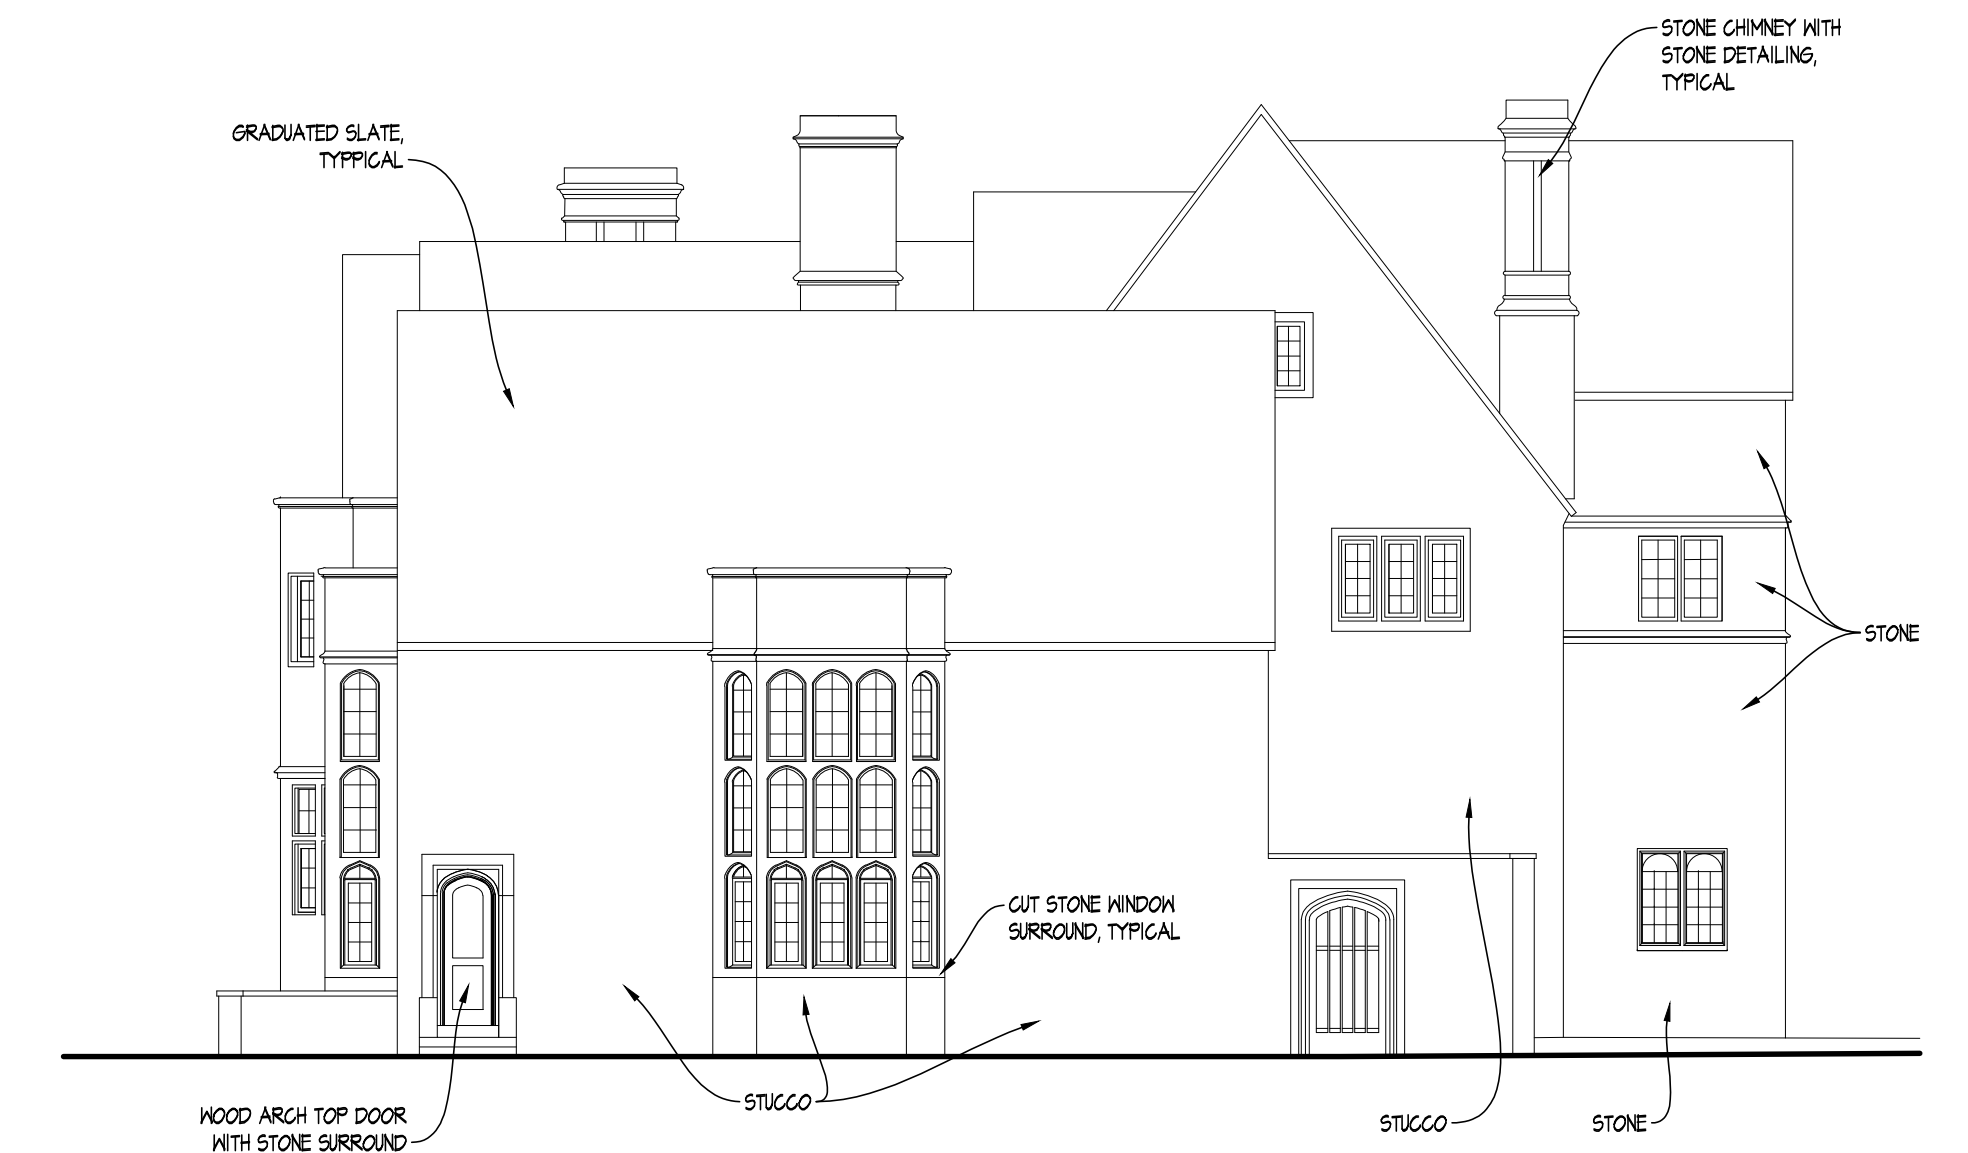 STONE CHIMNEY WITH
STONE DETAILING,
TYPICAL
GRADUATED SLATE,
TYPPICAL
STONE
CUT STONE WINDOW
SURROUND, TYPICAL
STUCCO
WOOD ARCH TOP DOOR
WITH STONE SURROUND
STUCCO
STONE